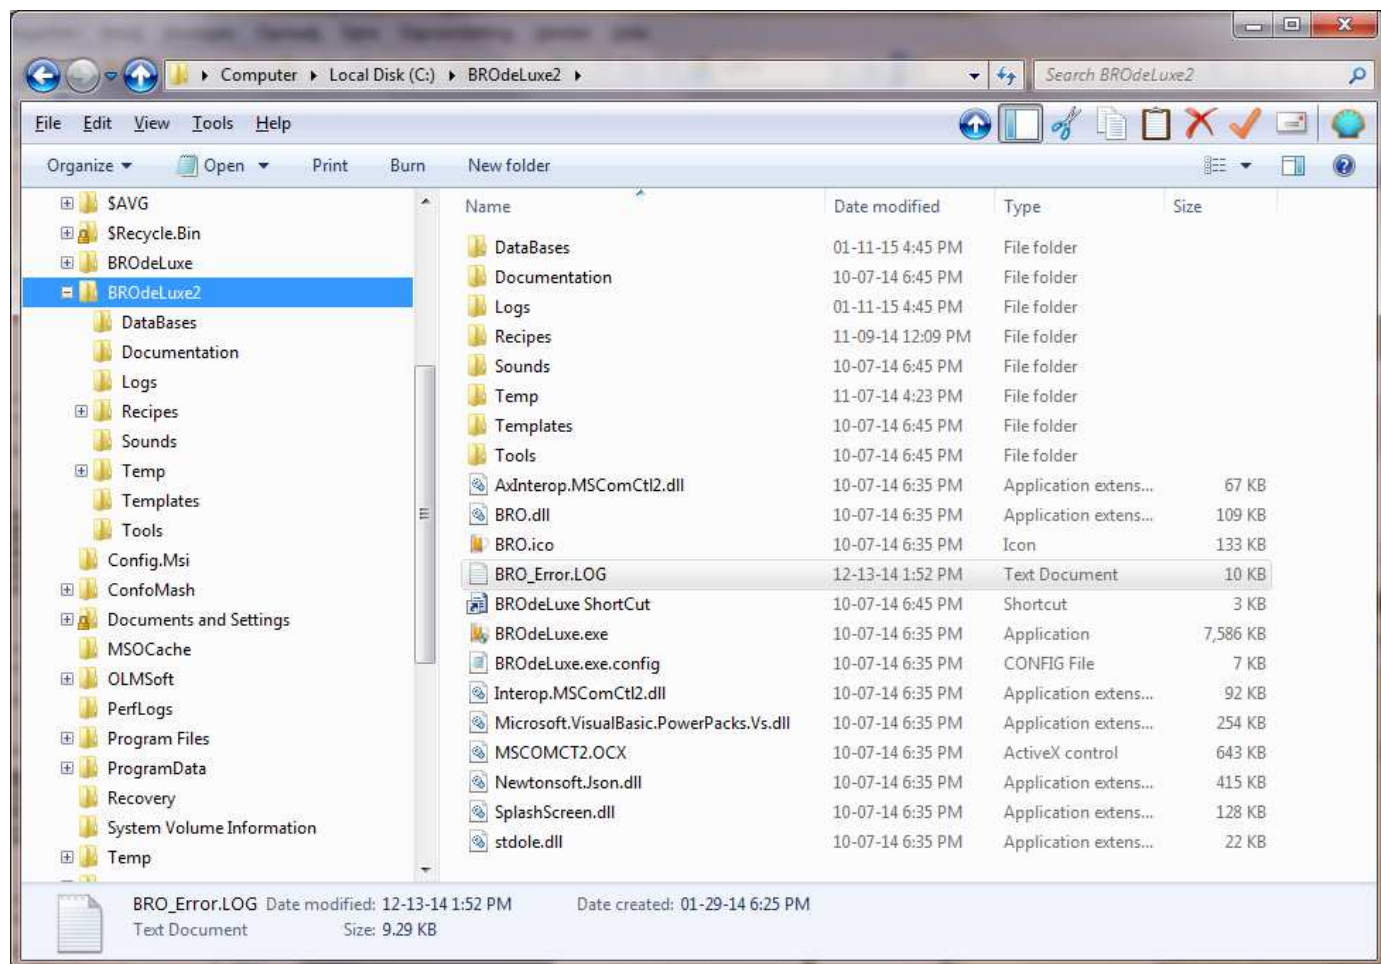 Computer Local Disk (C:) BROdeLuxe2 Search BROdeLuxe2
File Edit View Tools Help
Organize Open Print Burn New folder
$AVG
$Recycle.Bin
BROdeLuxe
BROdeLuxe2
DataBases
Documentation
Logs
Recipes
Sounds
Temp
Templates
Tools
Config.Msi
ConfoMash
Documents and Settings
MSOCache
OLMSoft
PerfLogs
Program Files
ProgramData
Recovery
System Volume Information
Temp
Name Date modified Type Size
DataBases 01-11-15 4:45 PM File folder
Documentation 10-07-14 6:45 PM File folder
Logs 01-11-15 4:45 PM File folder
Recipes 11-09-14 12:09 PM File folder
Sounds 10-07-14 6:45 PM File folder
Temp 11-07-14 4:23 PM File folder
Templates 10-07-14 6:45 PM File folder
Tools 10-07-14 6:45 PM File folder
AxInterop.MSComCtl2.dll 10-07-14 6:35 PM Application extens... 67 KB
BRO.dll 10-07-14 6:35 PM Application extens... 109 KB
BRO.ico 10-07-14 6:35 PM Icon 133 KB
BRO_Error.LOG 12-13-14 1:52 PM Text Document 10 KB
BROdeLuxe ShortCut 10-07-14 6:45 PM Shortcut 3 KB
BROdeLuxe.exe 10-07-14 6:35 PM Application 7,586 KB
BROdeLuxe.exe.config 10-07-14 6:35 PM CONFIG File 7 KB
Interop.MSComCtl2.dll 10-07-14 6:35 PM Application extens... 92 KB
Microsoft.VisualBasic.PowerPacks.Vs.dll 10-07-14 6:35 PM Application extens... 254 KB
MSCOMCT2.OCX 10-07-14 6:35 PM ActiveX control 643 KB
Newtonsoft.Json.dll 10-07-14 6:35 PM Application extens... 415 KB
SplashScreen.dll 10-07-14 6:35 PM Application extens... 128 KB
stdole.dll 10-07-14 6:35 PM Application extens... 22 KB
BRO_Error.LOG Date modified: 12-13-14 1:52 PM Date created: 01-29-14 6:25 PM
Text Document Size: 9.29 KB